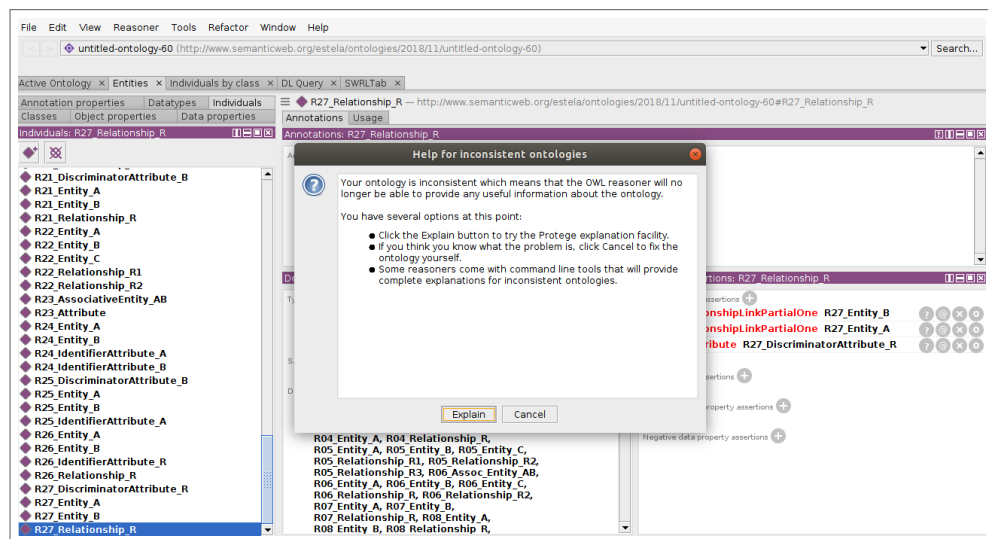 File Edit View Reasoner Tools Refactor Window Help
untitled-ontology-60 (http://www.semanticweb.org/estela/ontologies/2018/11/untitled-ontology-60)
Search...
Active Ontology × Entities × Individuals by class × DL Query × SWRLTab ×
Annotation properties Datatypes Individuals
Classes Object properties Data properties
Individuals: R27_Relationship_R
R21_DiscriminatorAttribute_B
R21_Entity_A
R21_Entity_B
R21_Relationship_R
R22_Entity_A
R22_Entity_B
R22_Entity_C
R22_Relationship_R1
R22_Relationship_R2
R23_AssociativeEntity_AB
R23_Attribute
R24_Entity_A
R24_Entity_B
R24_IdentifierAttribute_A
R24_IdentifierAttribute_B
R25_DiscriminatorAttribute_B
R25_Entity_A
R25_Entity_B
R25_IdentifierAttribute_A
R26_Entity_A
R26_Entity_B
R26_IdentifierAttribute_R
R26_Relationship_R
R27_DiscriminatorAttribute_R
R27_Entity_A
R27_Entity_B
R27_Relationship_R
R27_Relationship_R — http://www.semanticweb.org/estela/ontologies/2018/11/untitled-ontology-60#R27_Relationship_R
Annotations Usage
Annotations: R27_Relationship_R
Help for inconsistent ontologies
Your ontology is inconsistent which means that the OWL reasoner will no
longer be able to provide any useful information about the ontology.
You have several options at this point:
● Click the Explain button to try the Protege explanation facility.
● If you think you know what the problem is, click Cancel to fix the
ontology yourself.
● Some reasoners come with command line tools that will provide
complete explanations for inconsistent ontologies.
Explain Cancel
R04_Entity_A, R04_Relationship_R,
R05_Entity_A, R05_Entity_B, R05_Entity_C,
R05_Relationship_R1, R05_Relationship_R2,
R05_Relationship_R3, R06_Assoc_Entity_AB,
R06_Entity_A, R06_Entity_B, R06_Entity_C,
R06_Relationship_R, R06_Relationship_R2,
R07_Entity_A, R07_Entity_B,
R07_Relationship_R, R08_Entity_A,
R08_Entity_B, R08_Relationship_R,
rtions: R27_Relationship_R
assertions
onshipLinkPartialOne R27_Entity_B
onshipLinkPartialOne R27_Entity_A
ribute R27_DiscriminatorAttribute_R
sertions
roperty assertions
Negative data property assertions